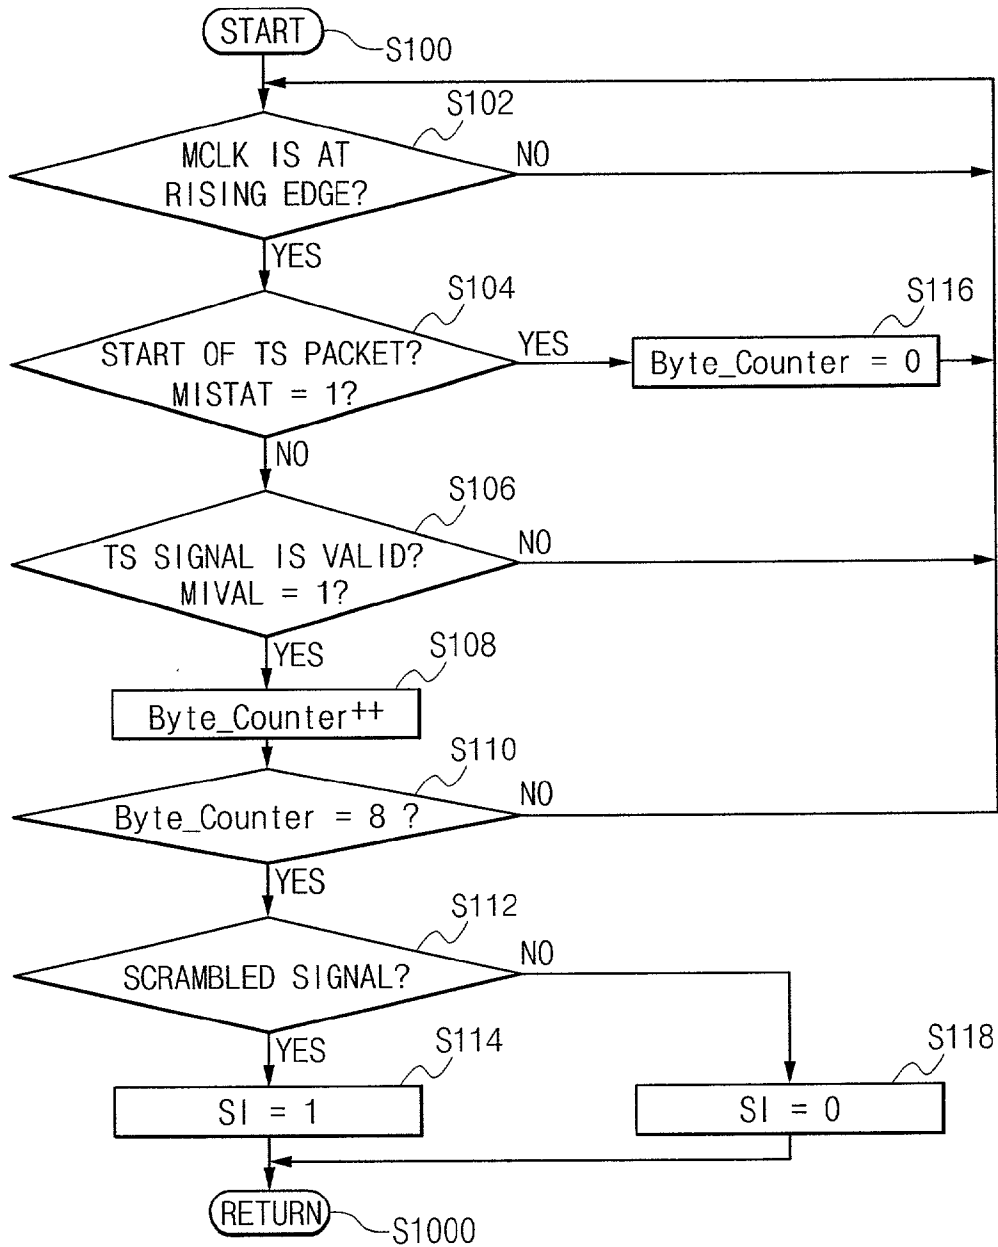 START
S100
S102
MCLK IS AT
RISING EDGE?
NO
YES
S104
S116
START OF TS PACKET?
MISTAT = 1?
YES
Byte_Counter = 0
NO
S106
TS SIGNAL IS VALID?
MIVAL = 1?
NO
YES
S108
Byte_Counter++
S110
Byte_Counter = 8 ?
NO
YES
S112
SCRAMBLED SIGNAL?
NO
YES
S114
S118
SI = 1
SI = 0
RETURN
S1000